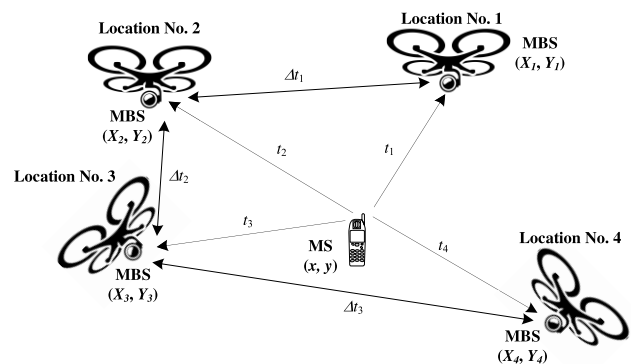 Location No. 2
Location No. 1
MBS
(X1, Y1)
Δt1
MBS
(X2, Y2)
t2
t1
Location No. 3
Δt2
t3
t4
Location No. 4
MS
(x, y)
MBS
(X3, Y3)
Δt3
MBS
(X4, Y4)